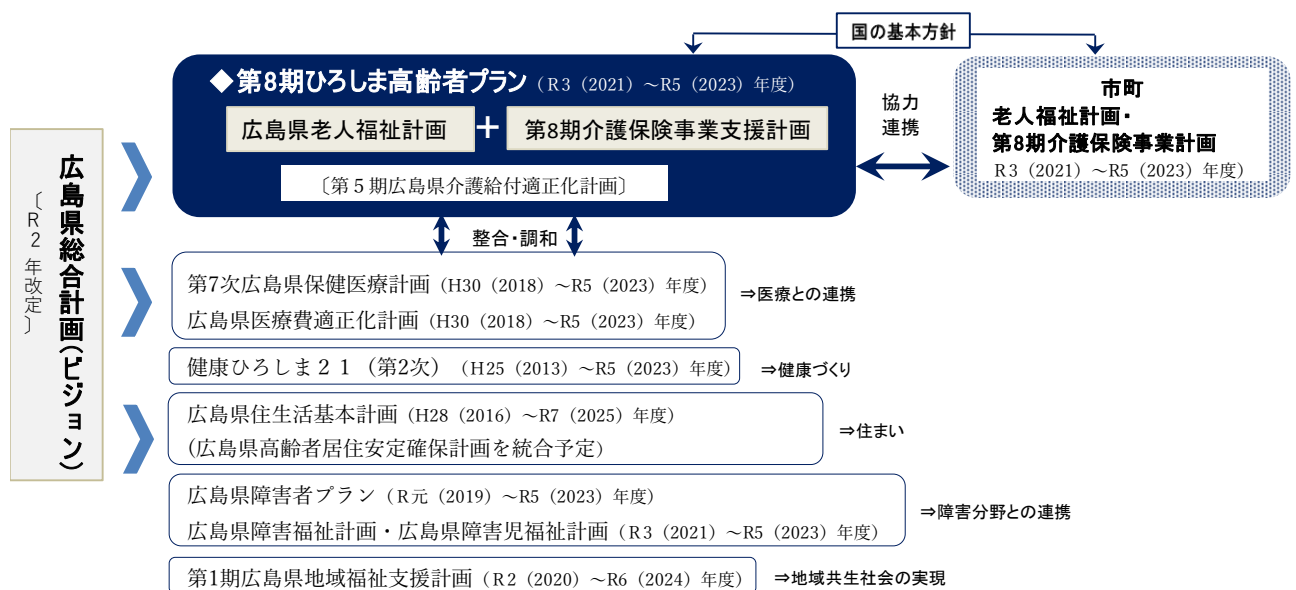 国の基本方針
◆第8期ひろしま高齢者プラン（R3（2021）～R5（2023）年度）
広島県老人福祉計画 + 第8期介護保険事業支援計画
〔第５期広島県介護給付適正化計画〕
協力
連携
市町
老人福祉計画・
第8期介護保険事業計画
R3（2021）～R5（2023）年度）
広島県総合計画(ビジョン)
〔R2年改定〕
整合・調和
第7次広島県保健医療計画（H30（2018）～R5（2023）年度）
広島県医療費適正化計画（H30（2018）～R5（2023）年度）
⇒医療との連携
健康ひろしま２１（第2次）（H25（2013）～R5（2023）年度）
⇒健康づくり
広島県住生活基本計画（H28（2016）～R7（2025）年度）
(広島県高齢者居住安定確保計画を統合予定）
⇒住まい
広島県障害者プラン（R元（2019）～R5（2023）年度）
広島県障害福祉計画・広島県障害児福祉計画（R3（2021）～R5（2023）年度）
⇒障害分野との連携
第1期広島県地域福祉支援計画（R2（2020）～R6（2024）年度）
⇒地域共生社会の実現